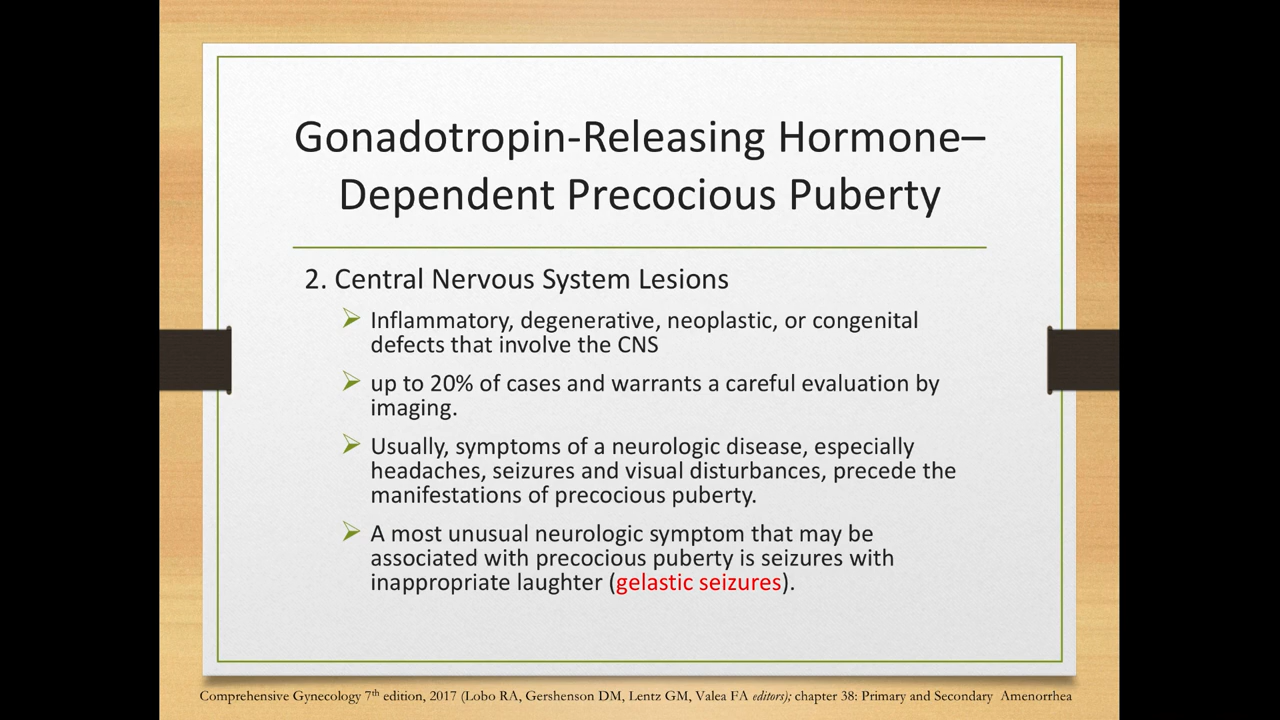 Gonadotropin-Releasing Hormone–
Dependent Precocious Puberty
2. Central Nervous System Lesions
Inflammatory, degenerative, neoplastic, or congenital
defects that involve the CNS
up to 20% of cases and warrants a careful evaluation by
imaging.
Usually, symptoms of a neurologic disease, especially
headaches, seizures and visual disturbances, precede the
manifestations of precocious puberty.
A most unusual neurologic symptom that may be
associated with precocious puberty is seizures with
inappropriate laughter (gelastic seizures).
Comprehensive Gynecology 7th edition, 2017 (Lobo RA, Gershenson DM, Lentz GM, Valea FA editors); chapter 38: Primary and Secondary Amenorrhea